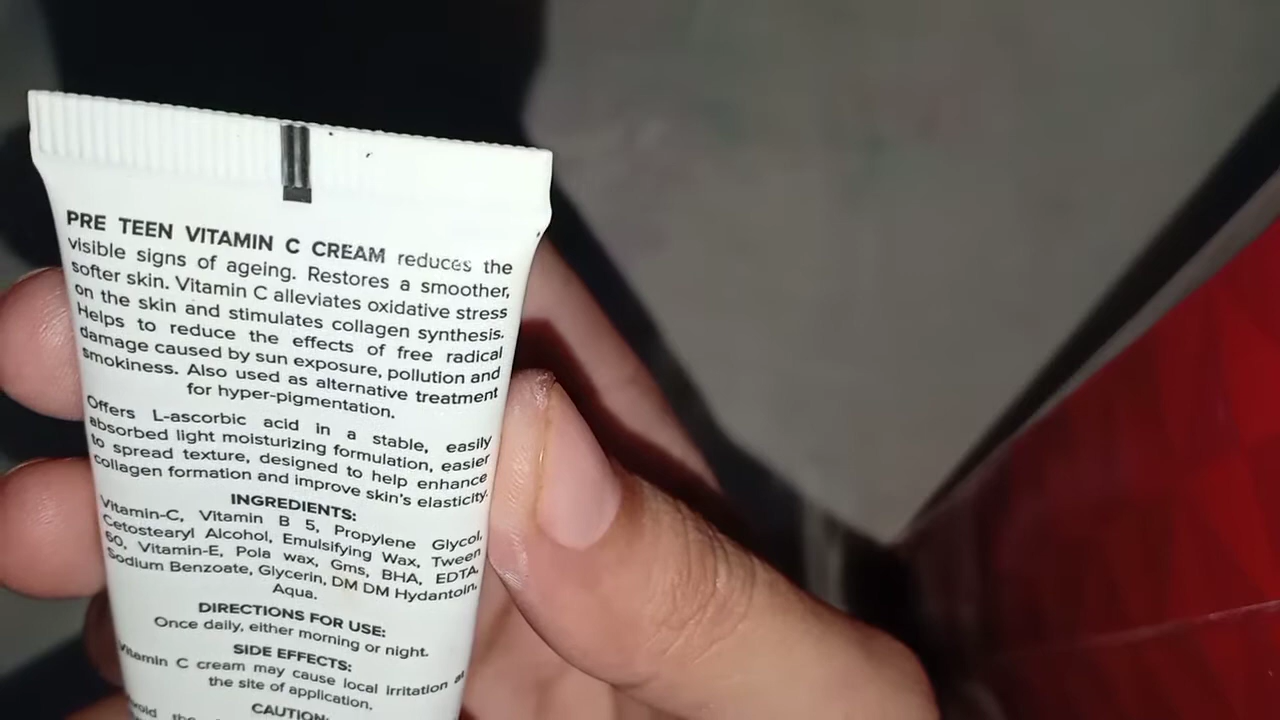 PRE TEEN VITAMIN C CREAM reduces the
visible signs of ageing. Restores a smoother,
softer skin. Vitamin C alleviates oxidative stress
on the skin and stimulates collagen synthesis.
Helps to reduce the effects of free radical
damage caused by sun exposure, pollution and
smokiness. Also used as alternative treatment
for hyper-pigmentation.
Offers L-ascorbic acid in a stable, easily
absorbed light moisturizing formulation, easier
to spread texture, designed to help enhance
collagen formation and improve skin's elasticity.
INGREDIENTS:
Vitamin-C, Vitamin B 5, Propylene Glycol,
Cetostearyl Alcohol, Emulsifying Wax, Tween
60, Vitamin-E, Pola wax, Gms, BHA, EDTA,
Sodium Benzoate, Glycerin, DM DM Hydantoin,
Aqua.
DIRECTIONS FOR USE:
Once daily, either morning or night.
SIDE EFFECTS:
Vitamin C cream may cause local irritation at
the site of application.
CAUTION: